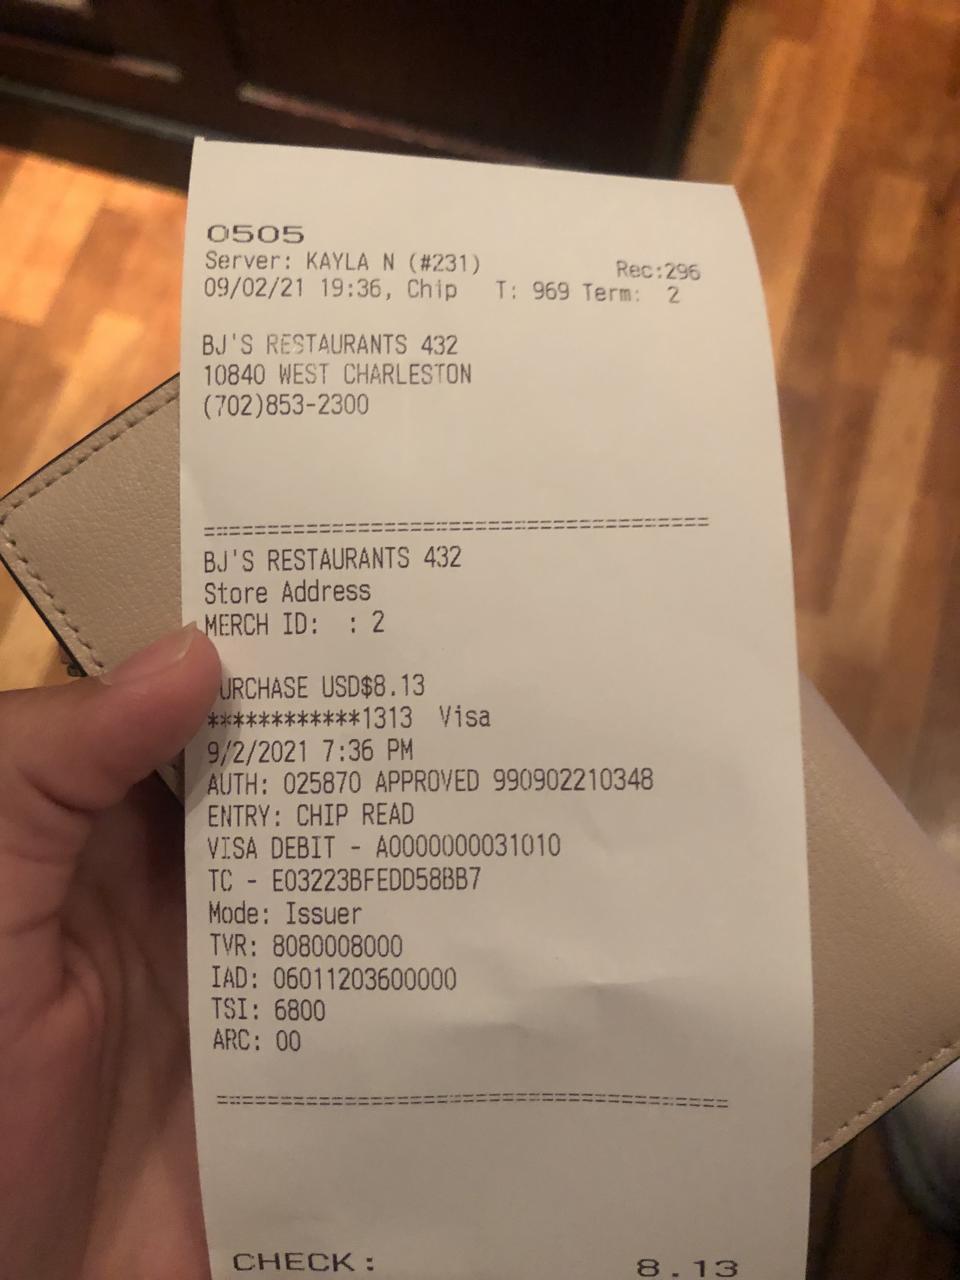 0505
Server: KAYLA N (#231) Rec:296
09/02/21 19:36, Chip T: 969 Term: 2
BJ'S RESTAURANTS 432
10840 WEST CHARLESTON
(702)853-2300
========================================
BJ'S RESTAURANTS 432
Store Address
MERCH ID: : 2
PURCHASE USD$8.13
************1313 Visa
9/2/2021 7:36 PM
AUTH: 025870 APPROVED 990902210348
ENTRY: CHIP READ
VISA DEBIT - A0000000031010
TC - E03223BFEDD58BB7
Mode: Issuer
TVR: 8080008000
IAD: 06011203600000
TSI: 6800
ARC: 00
========================================
CHECK: 8.13